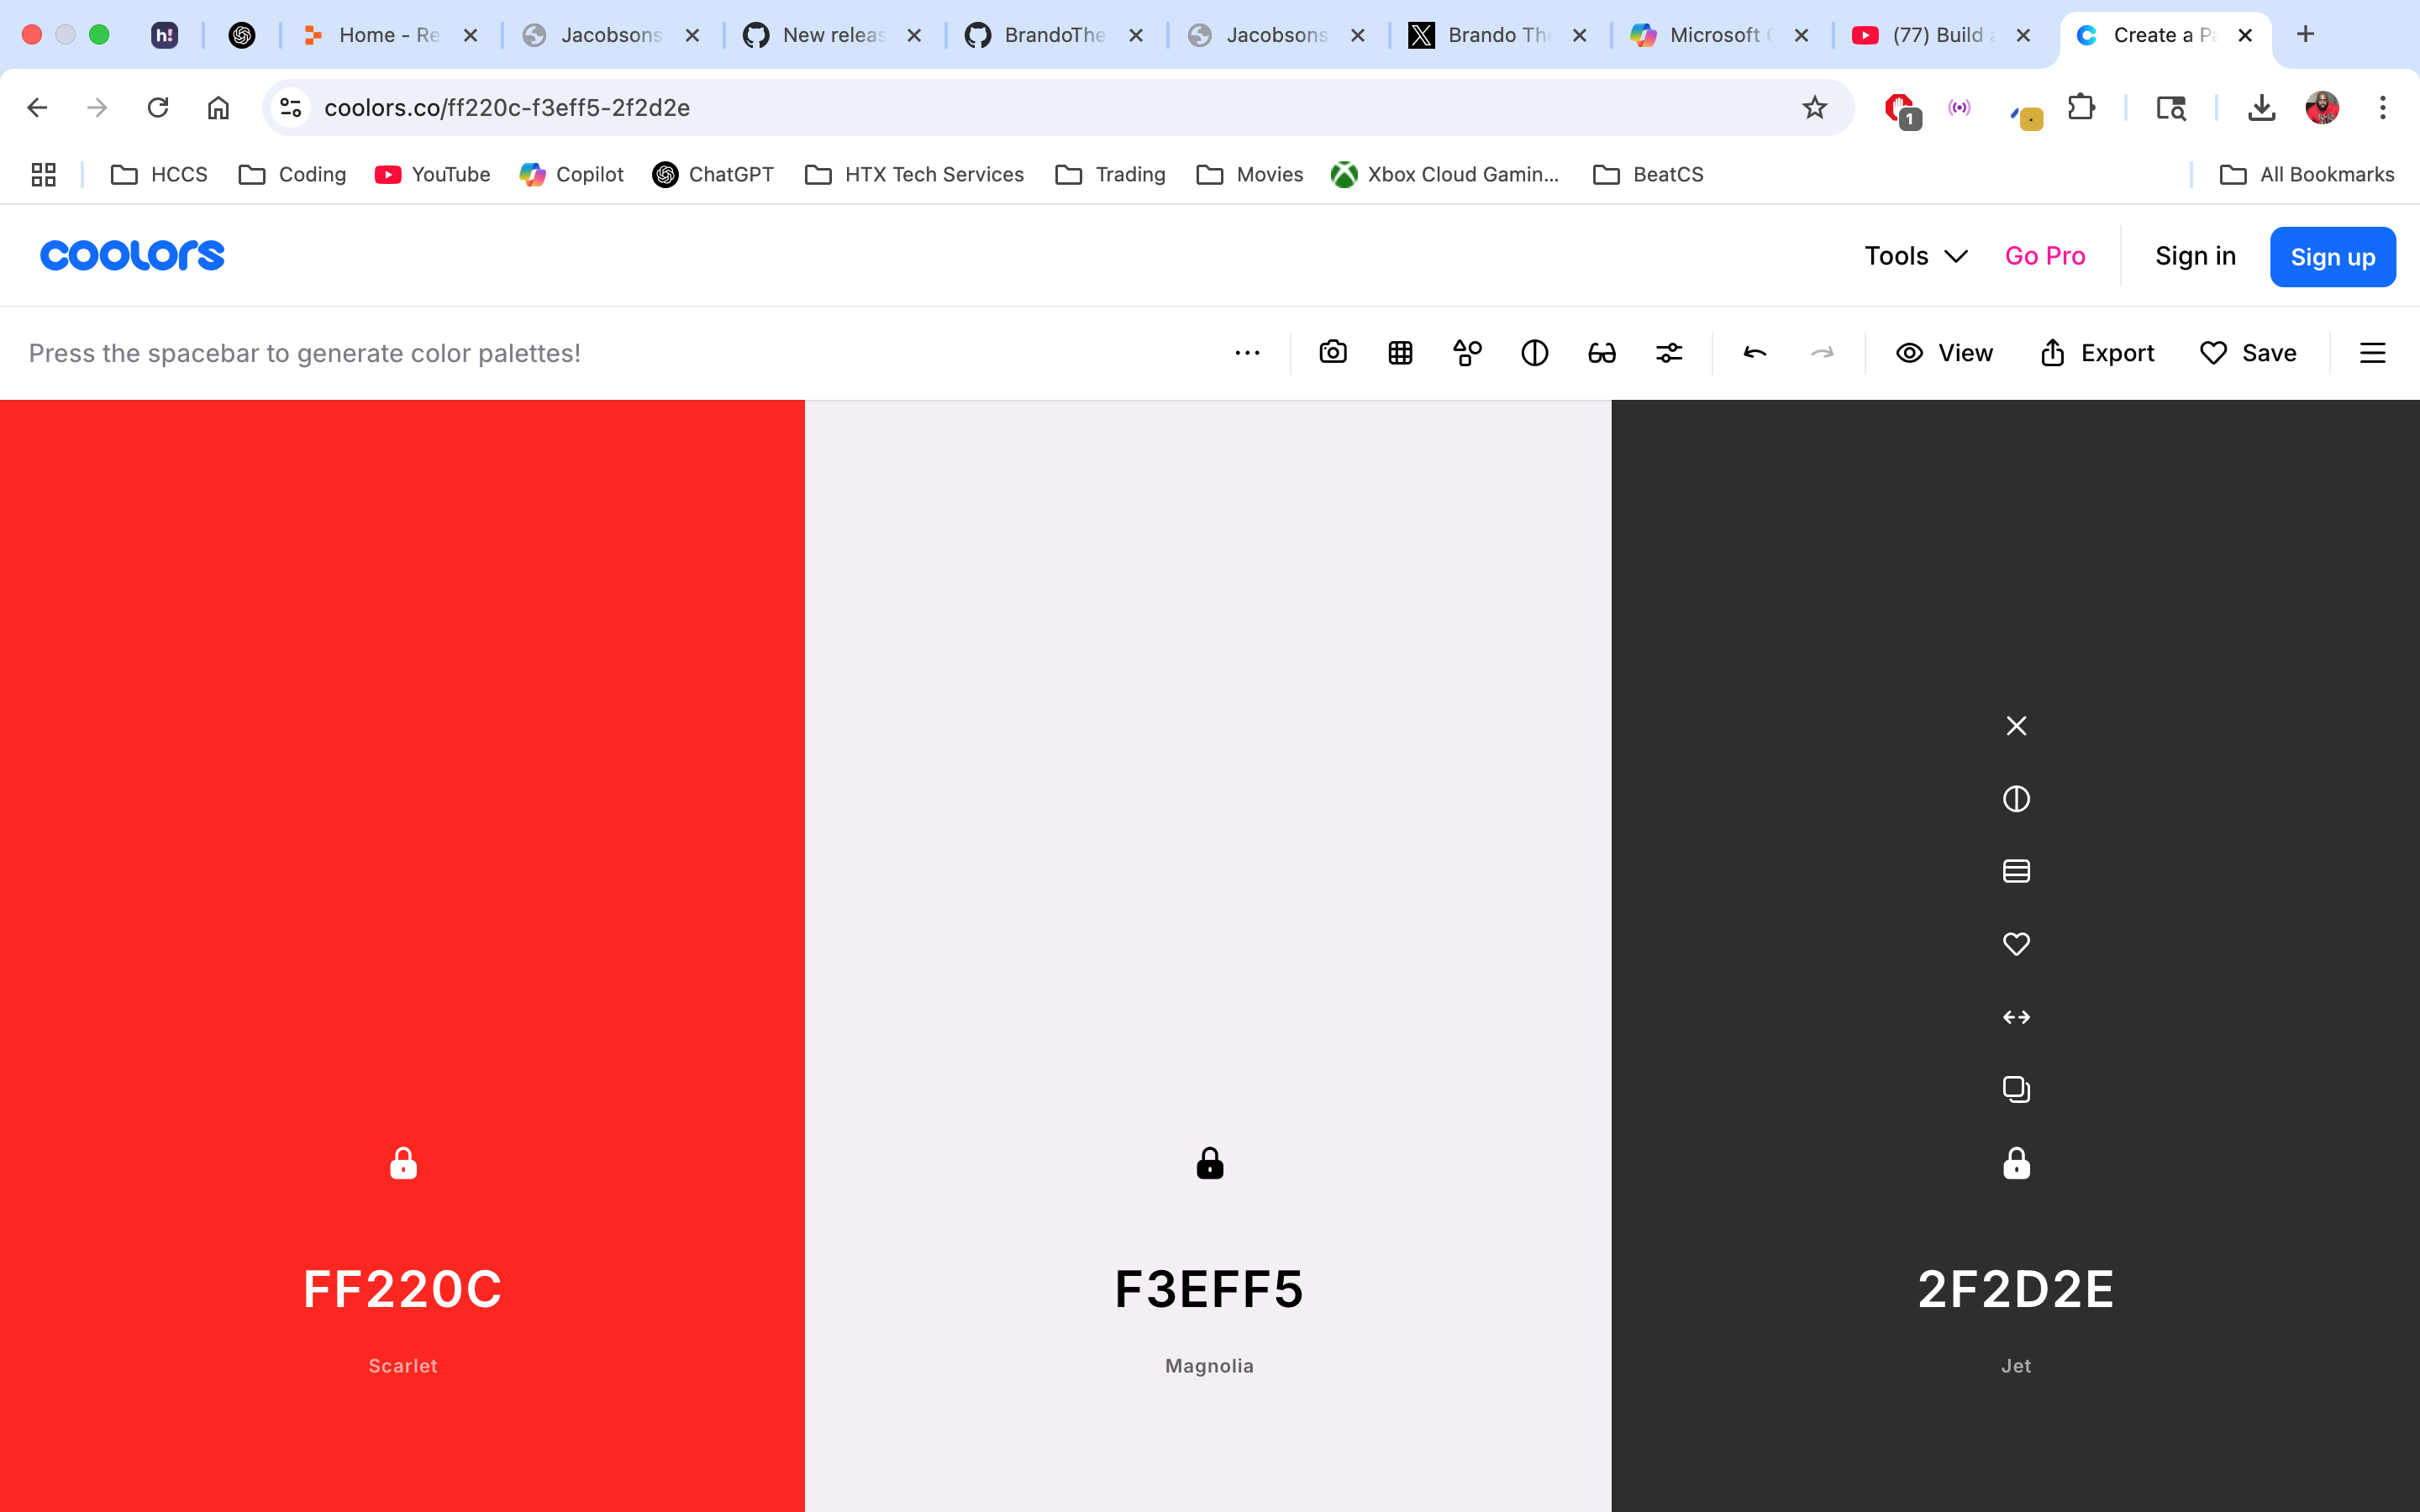 h!
Home - Re
Jacobsons
New releas
BrandoThe
Jacobsons
Brando The
Microsoft C
(77) Build a
Create a Pa
coolors.co/ff220c-f3eff5-2f2d2e
1
HCCS
Coding
YouTube
Copilot
ChatGPT
HTX Tech Services
Trading
Movies
Xbox Cloud Gamin...
BeatCS
All Bookmarks
coolors
Tools
Go Pro
Sign in
Sign up
Press the spacebar to generate color palettes!
View
Export
Save
FF220C
Scarlet
F3EFF5
Magnolia
2F2D2E
Jet